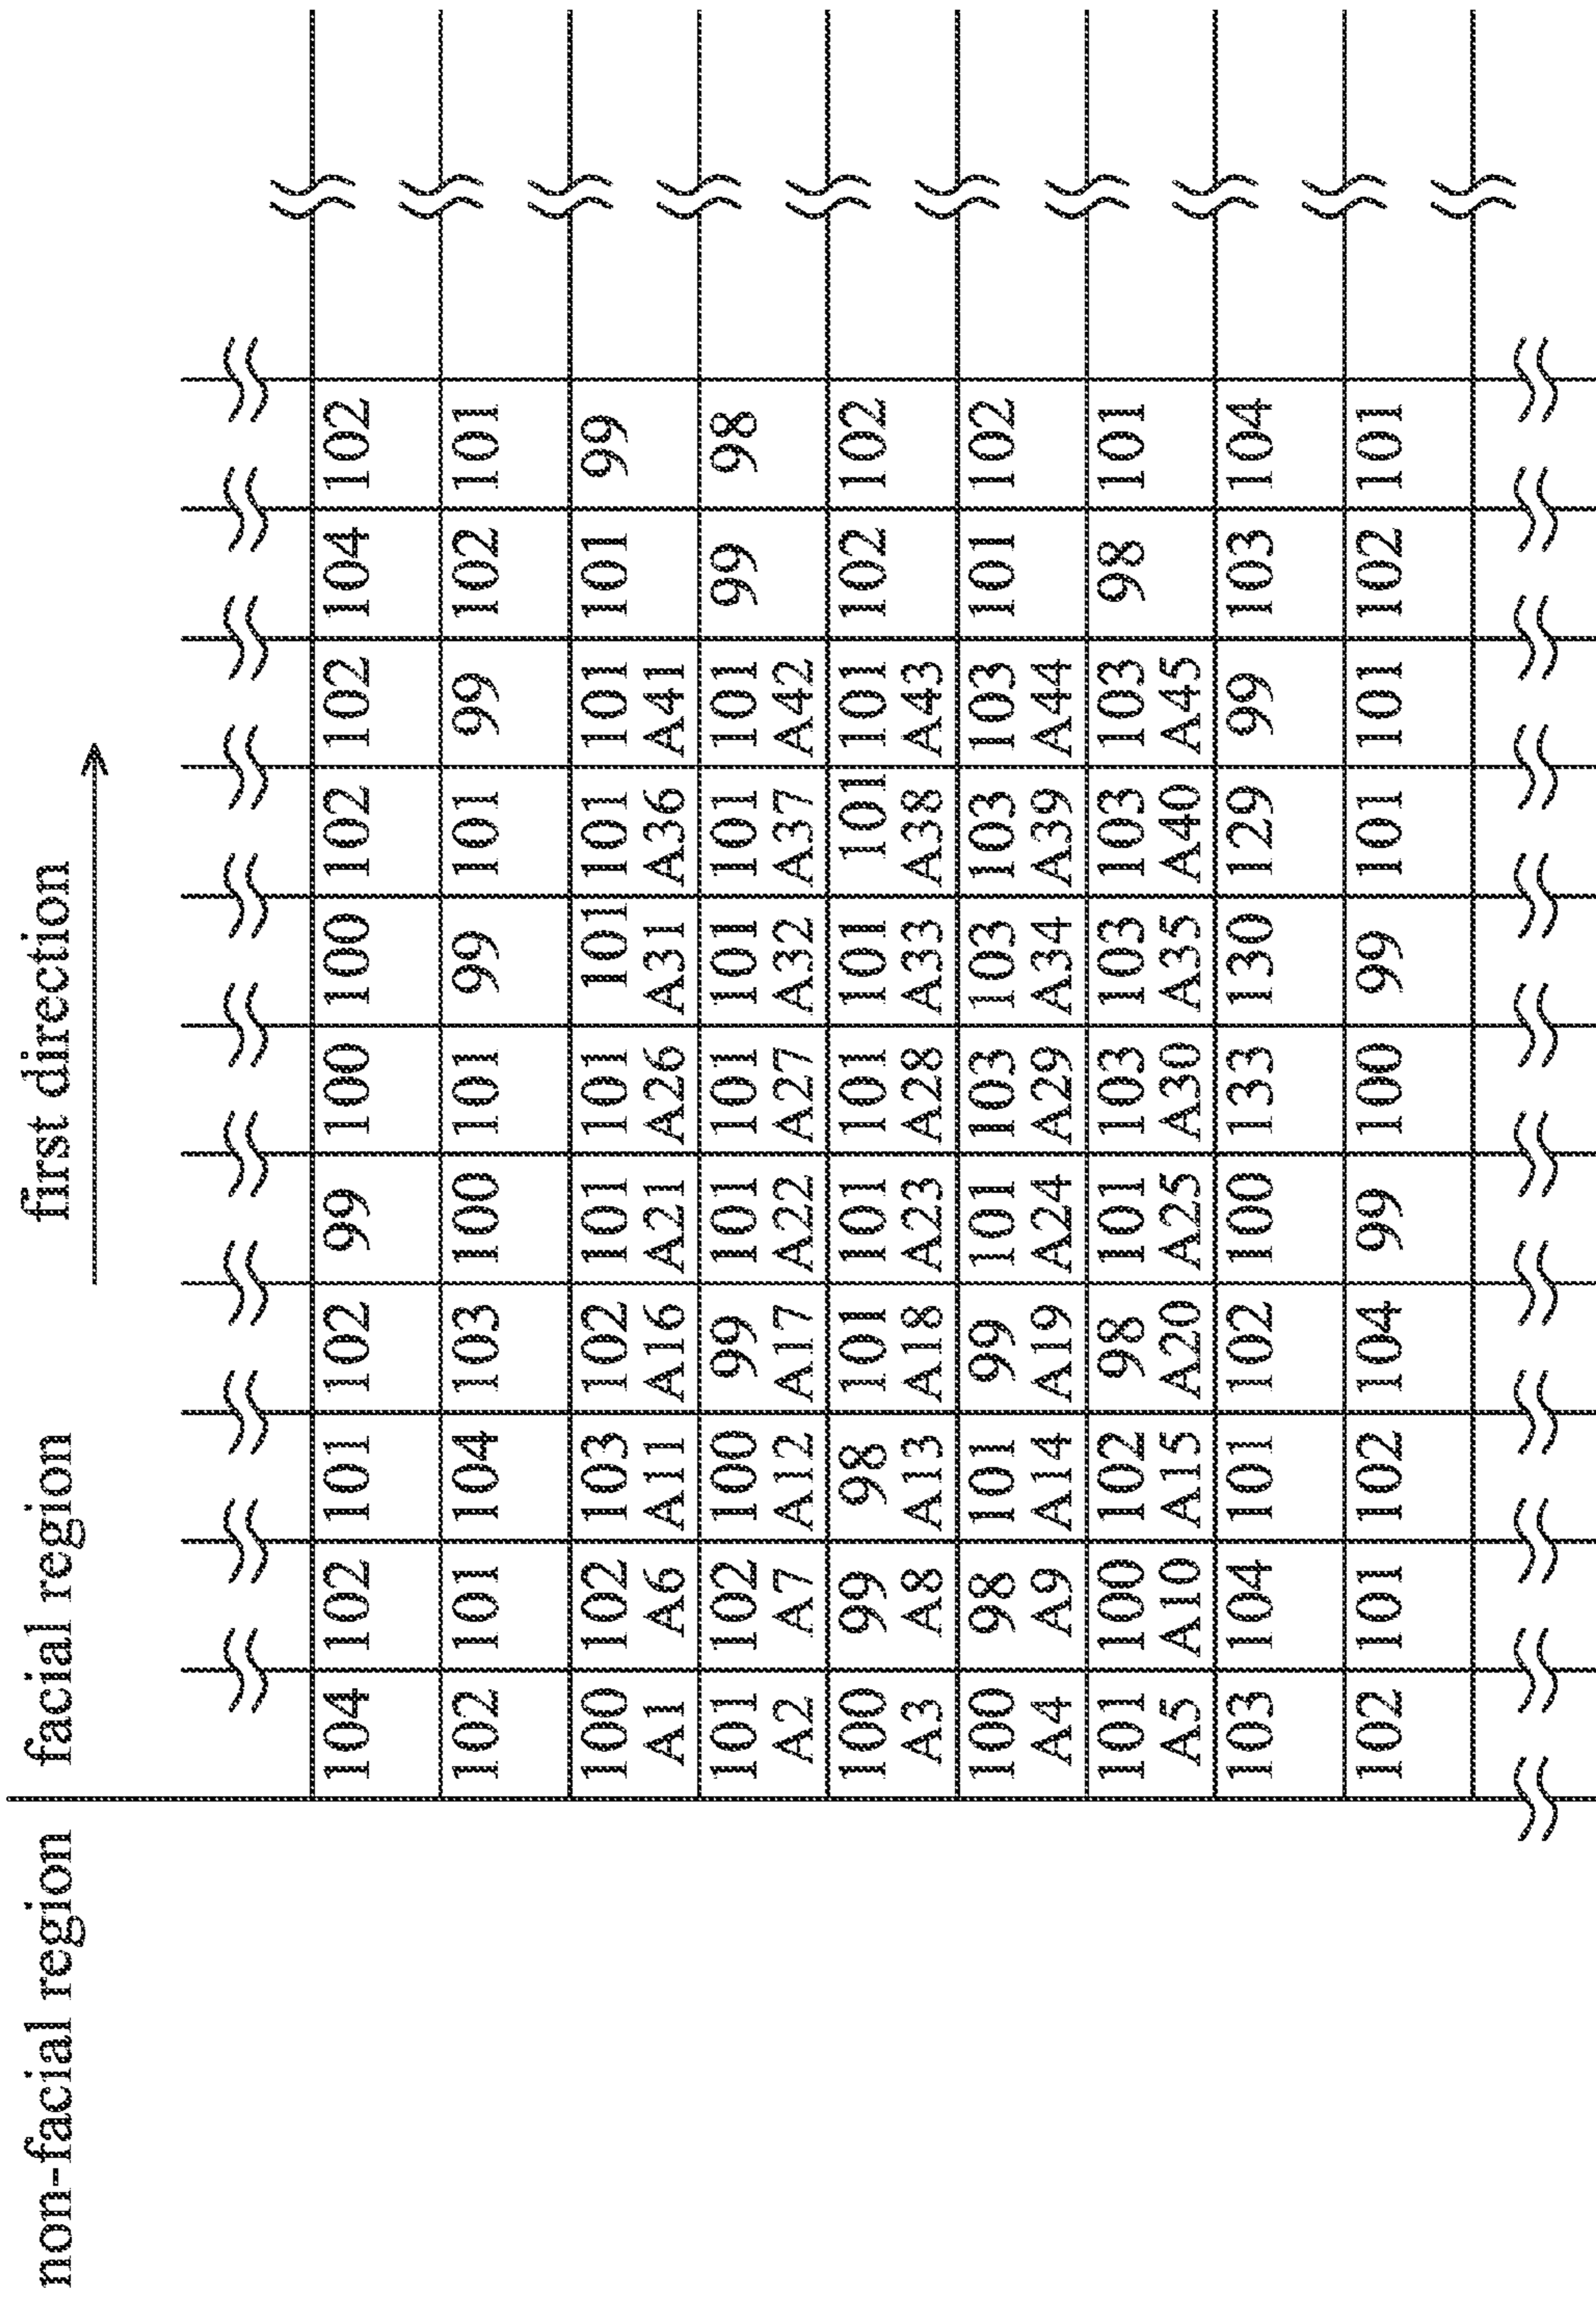 non-facial region facial region first direction
104 102 101 102 99 100 100 102 102 104 102
102 101 104 103 100 101 99 101 99 102 101
100 102 103 102 101 101 101 101 101 101 99
A1 A6 A11 A16 A21 A26 A31 A36 A41
101 102 100 99 101 101 101 101 101 99 98
A2 A7 A12 A17 A22 A27 A32 A37 A42
100 99 98 101 101 101 101 101 101 102 102
A3 A8 A13 A18 A23 A28 A33 A38 A43
100 98 101 99 101 103 103 103 103 101 102
A4 A9 A14 A19 A24 A29 A34 A39 A44
101 100 102 98 101 103 103 103 103 98 101
A5 A10 A15 A20 A25 A30 A35 A40 A45
103 104 101 102 100 133 130 129 99 103 104
102 101 102 104 99 100 99 101 101 102 101